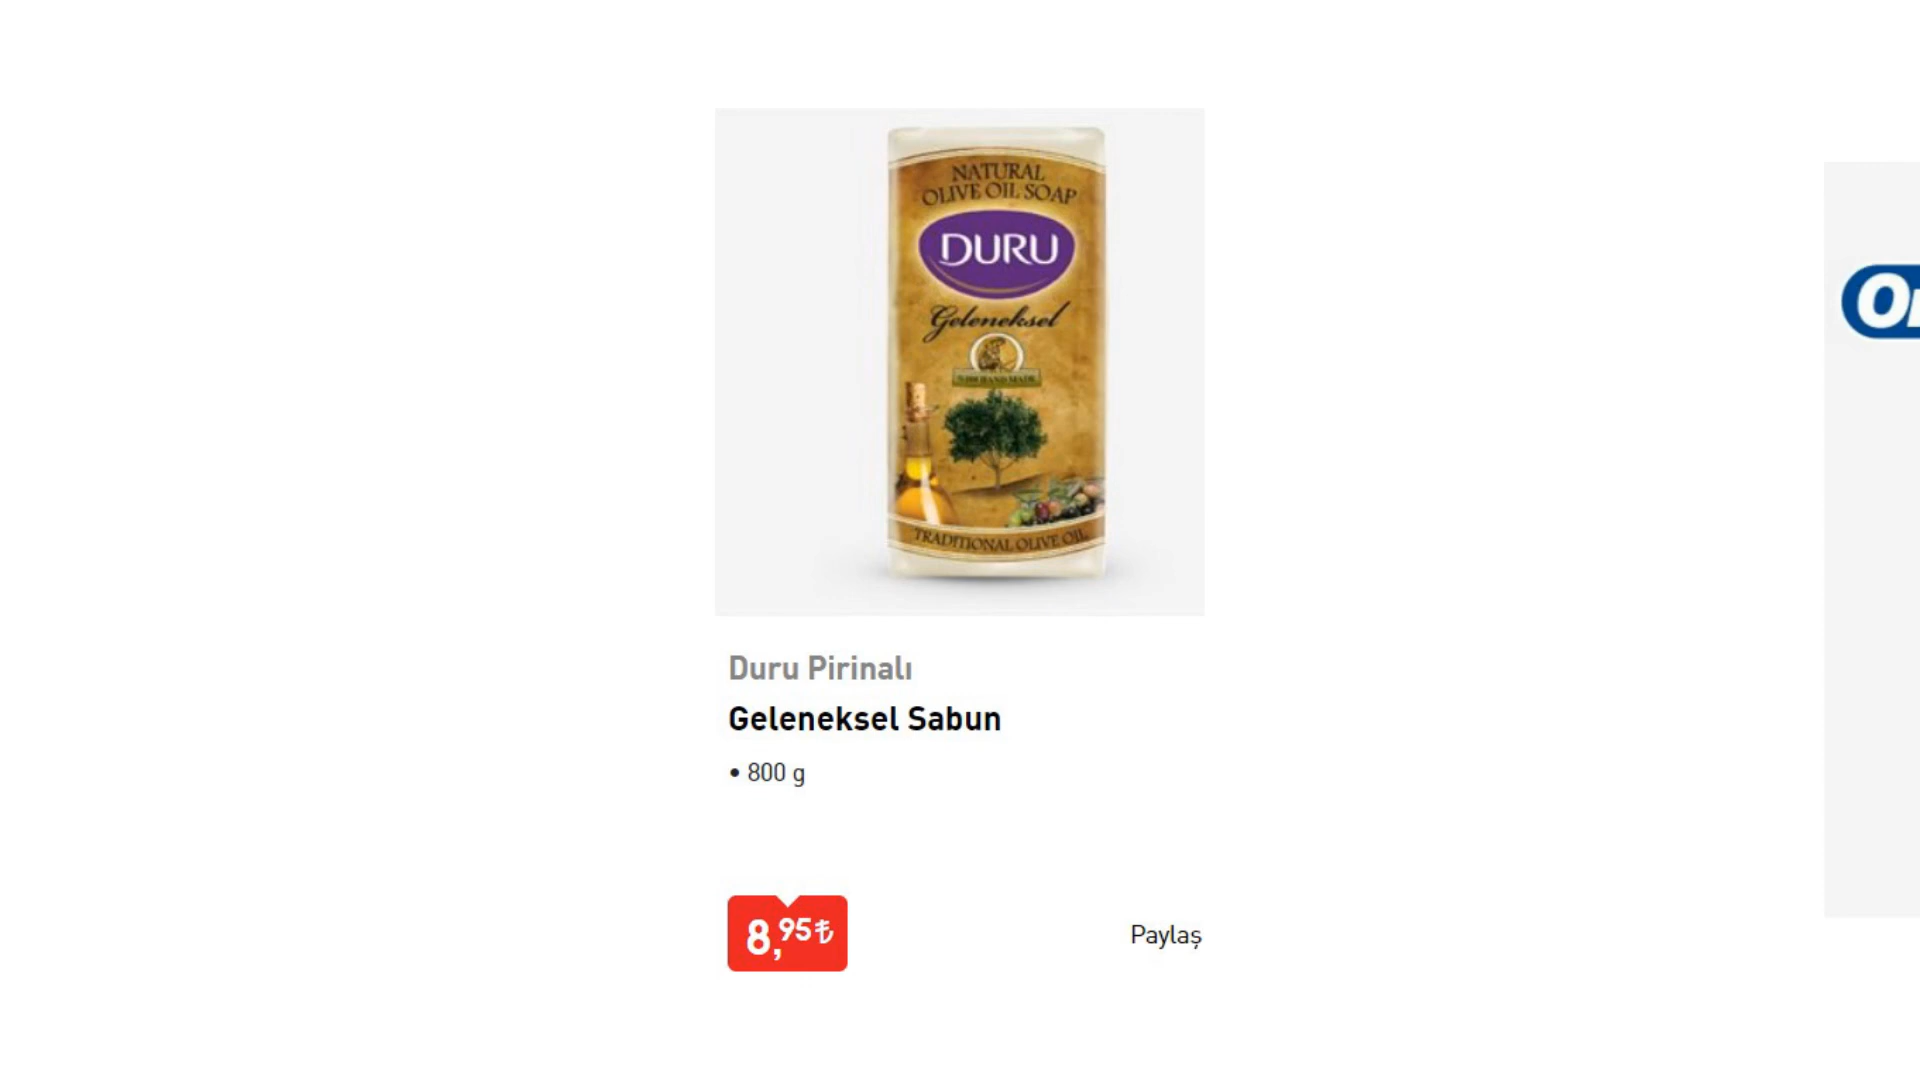 NATURAL
OLIVE OIL SOAP
DURU
Geleneksel
TRADITIONAL OLIVE OIL
Duru Pirinalı
Geleneksel Sabun
• 800 g
8,95₺
Paylaş